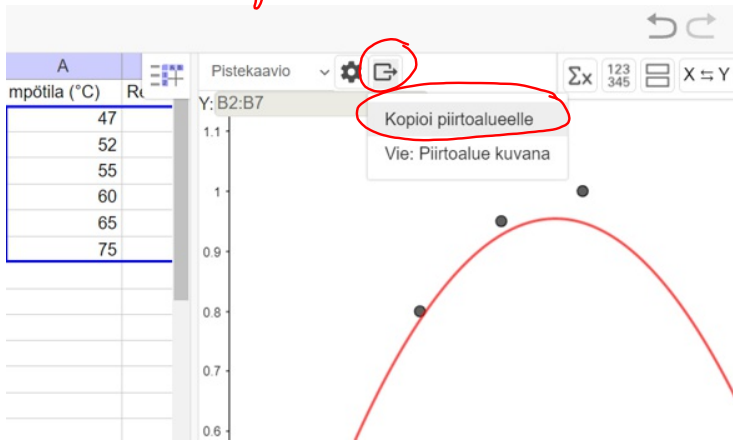 A
Pistekaavio
Σx
123
345
X ⇆ Y
mpötila (°C)
Y: B2:B7
47
52
55
60
65
75
Kopioi piirtoalueelle
Vie: Piirtoalue kuvana
1.1
1
0.9
0.8
0.7
0.6